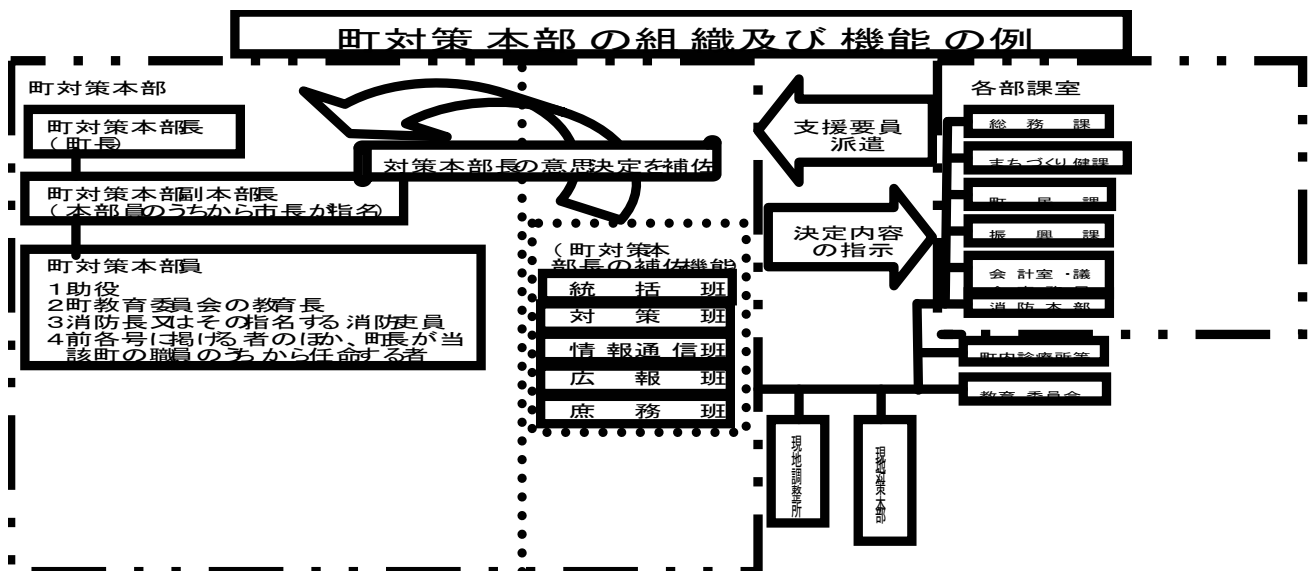 町対策本部の組織及び機能の例
町対策本部
町対策本部長
(町長)
対策本部長の意思決定を補佐
町対策本部副本部長
(本部員のうちから市長が指名)
町対策本部員
1助役
2町教育委員会の教育長
3消防長又はその指名する消防吏員
4前各号に掲げる者のほか、町長が当
該町の職員のうちから任命する者
(町対策本
部長の補佐機能
統括班
対策班
情報通信班
広報班
庶務班
支援要員
派遣
決定内容
の指示
各部課室
総務課
まちづくり健課
町民課
振興課
会計室・議
消防本部
町内診療所等
教育委員会
現地調整所
現地対策本部